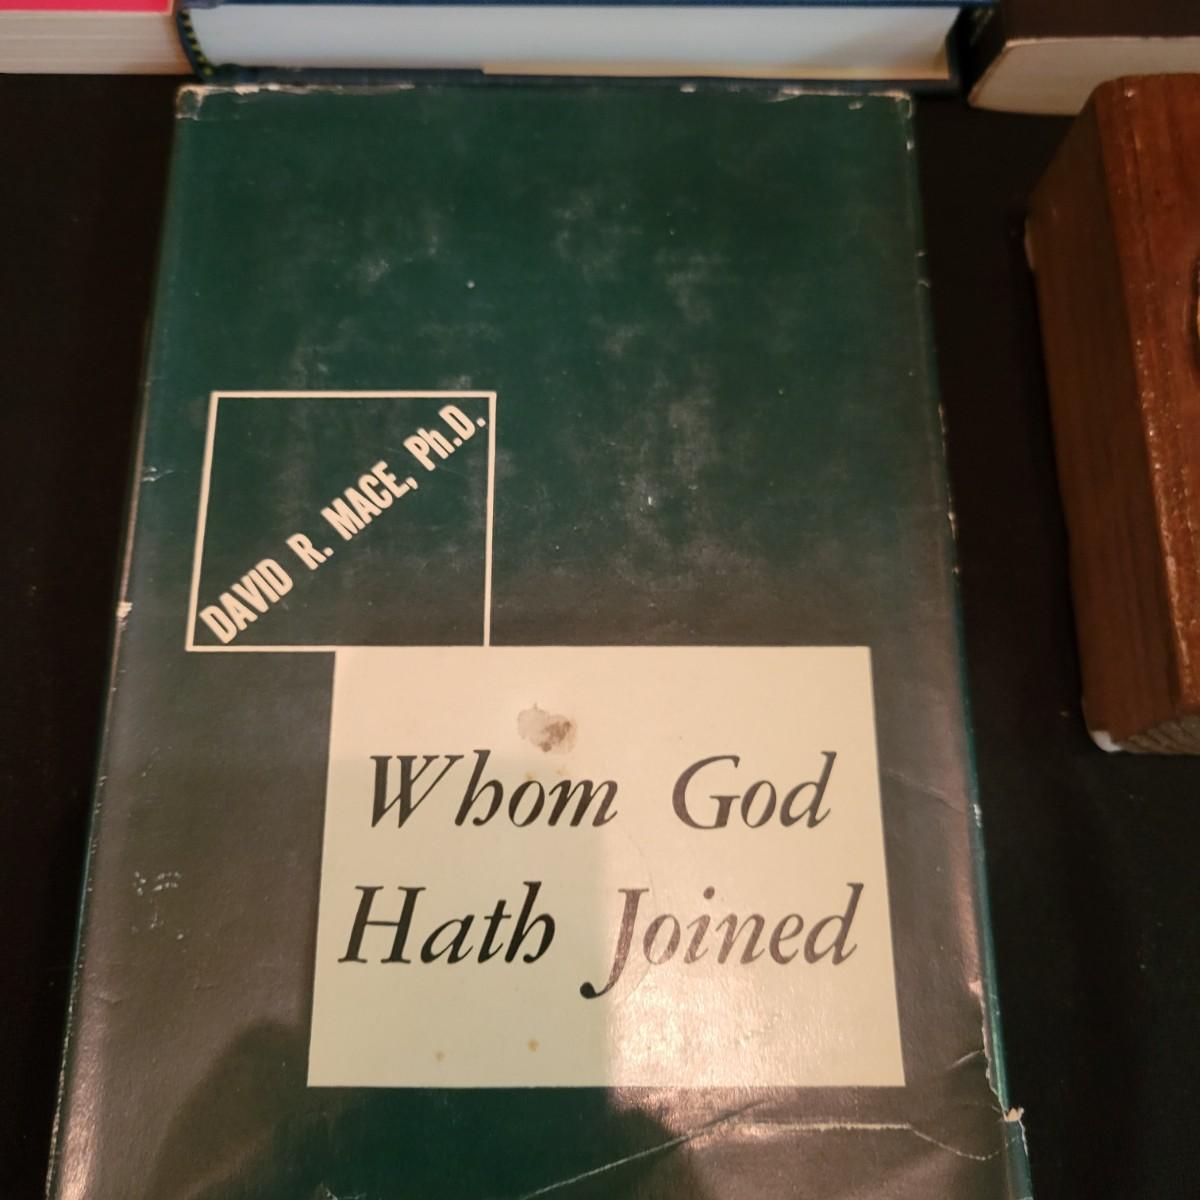 DAVID R. MACE, Ph.D.
Whom God
Hath Joined